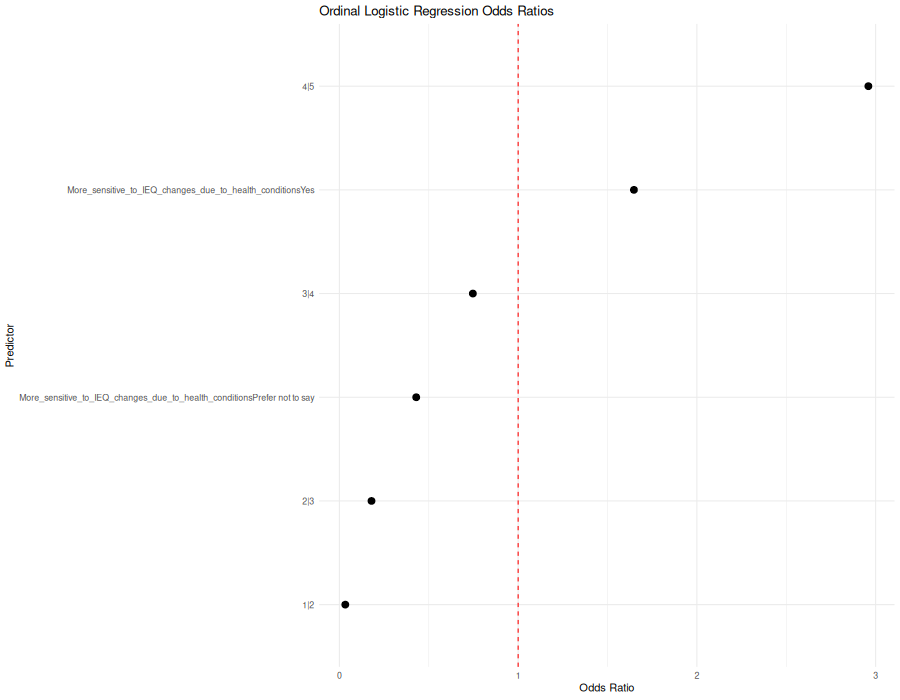 Ordinal Logistic Regression Odds Ratios
4|5
More_sensitive_to_IEQ_changes_due_to_health_conditionsYes
3|4
Predictor
More_sensitive_to_IEQ_changes_due_to_health_conditionsPrefer not to say
2|3
1|2
0 1 2 3
Odds Ratio